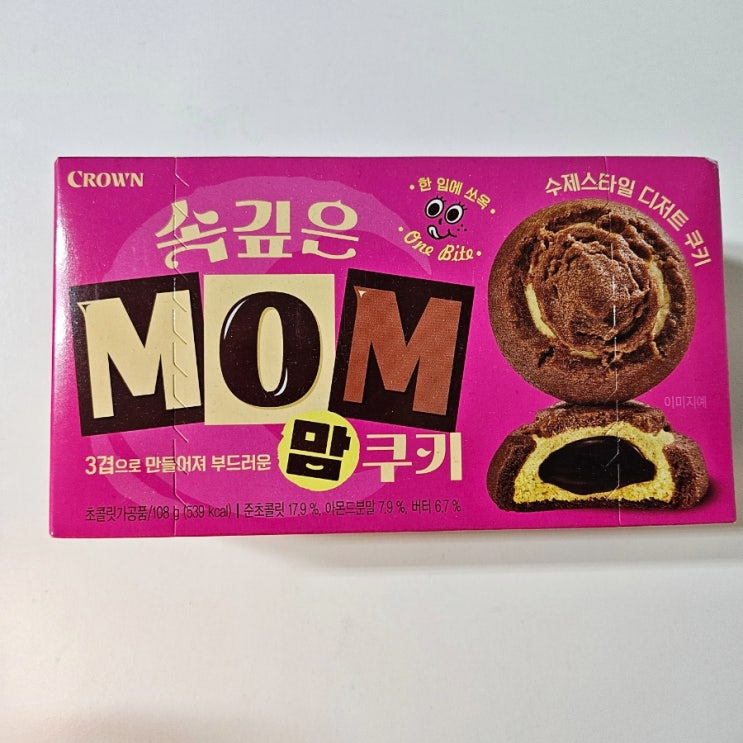 CROWN
속깊은
MOM
맘 쿠키
3겹으로 만들어져 부드러운
초콜릿가공품/108 g (539 kcal) | 준초콜릿 17.9 %, 아몬드분말 7.9 %, 버터 6.7 %
• 한 입에 쏘옥 •
• One Bite •
수제스타일 디저트 쿠키
이미지예